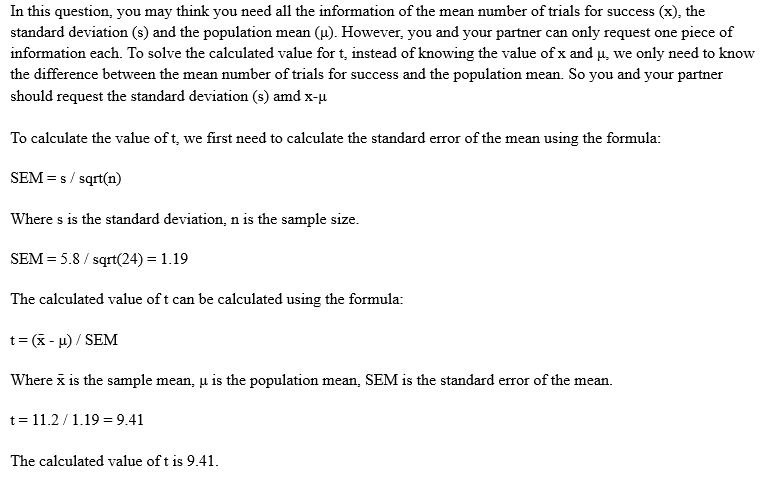 In this question, you may think you need all the information of the mean number of trials for success (x), the
standard deviation (s) and the population mean (μ). However, you and your partner can only request one piece of
information each. To solve the calculated value for t, instead of knowing the value of x and μ, we only need to know
the difference between the mean number of trials for success and the population mean. So you and your partner
should request the standard deviation (s) amd x-μ
To calculate the value of t, we first need to calculate the standard error of the mean using the formula:
SEM = s / sqrt(n)
Where s is the standard deviation, n is the sample size.
SEM = 5.8 / sqrt(24) = 1.19
The calculated value of t can be calculated using the formula:
t = (x̄ - μ) / SEM
Where x̄ is the sample mean, μ is the population mean, SEM is the standard error of the mean.
t = 11.2 / 1.19 = 9.41
The calculated value of t is 9.41.